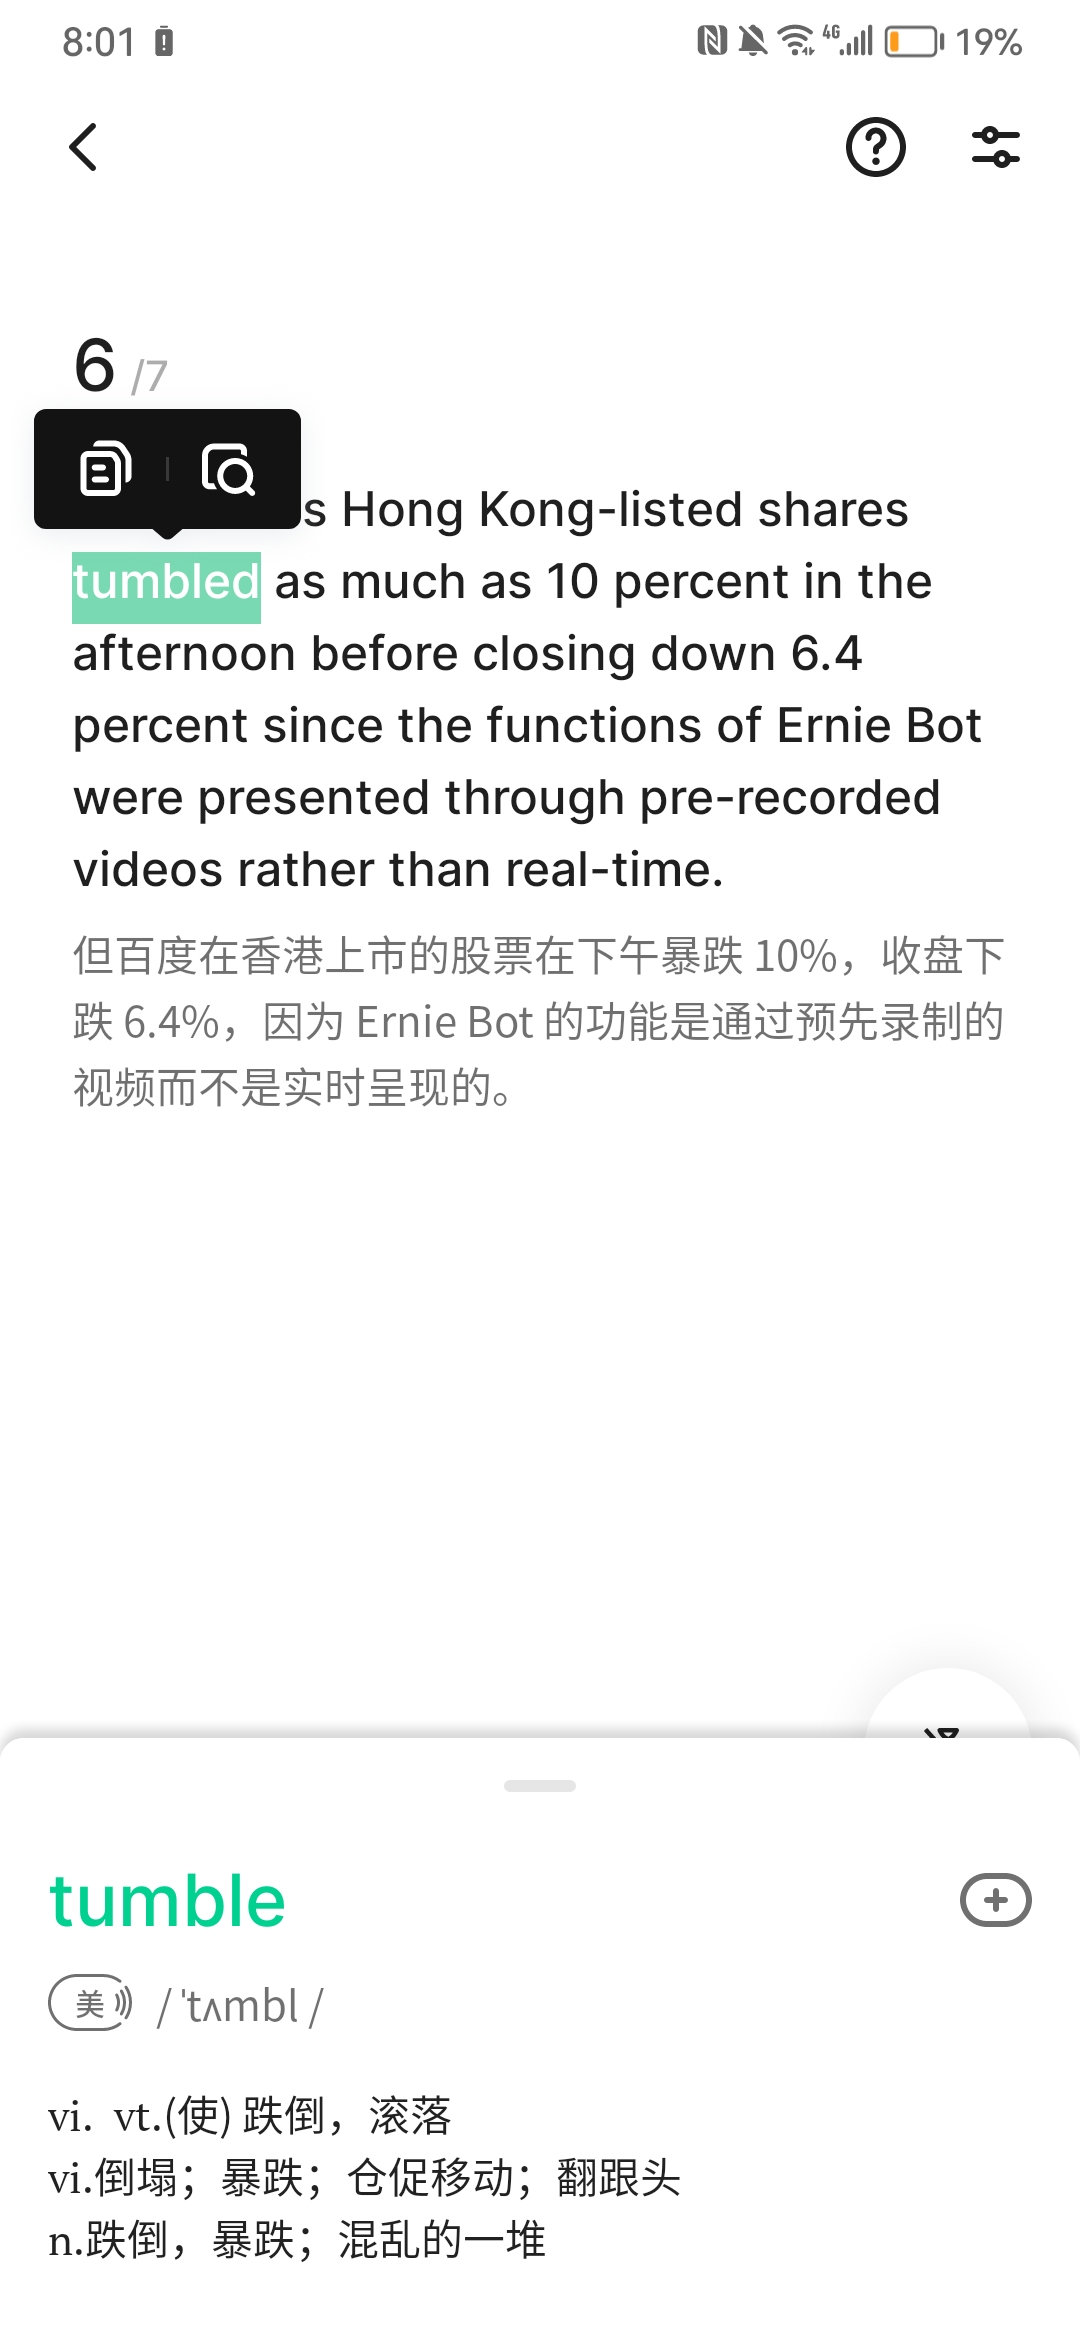 8:01
4G
19%
6 /7
s Hong Kong-listed shares
tumbled as much as 10 percent in the
afternoon before closing down 6.4
percent since the functions of Ernie Bot
were presented through pre-recorded
videos rather than real-time.
但百度在香港上市的股票在下午暴跌 10%，收盘下
跌 6.4%，因为 Ernie Bot 的功能是通过预先录制的
视频而不是实时呈现的。
tumble
美 / ˈtʌmbl /
vi. vt.(使) 跌倒，滚落
vi.倒塌；暴跌；仓促移动；翻跟头
n.跌倒，暴跌；混乱的一堆